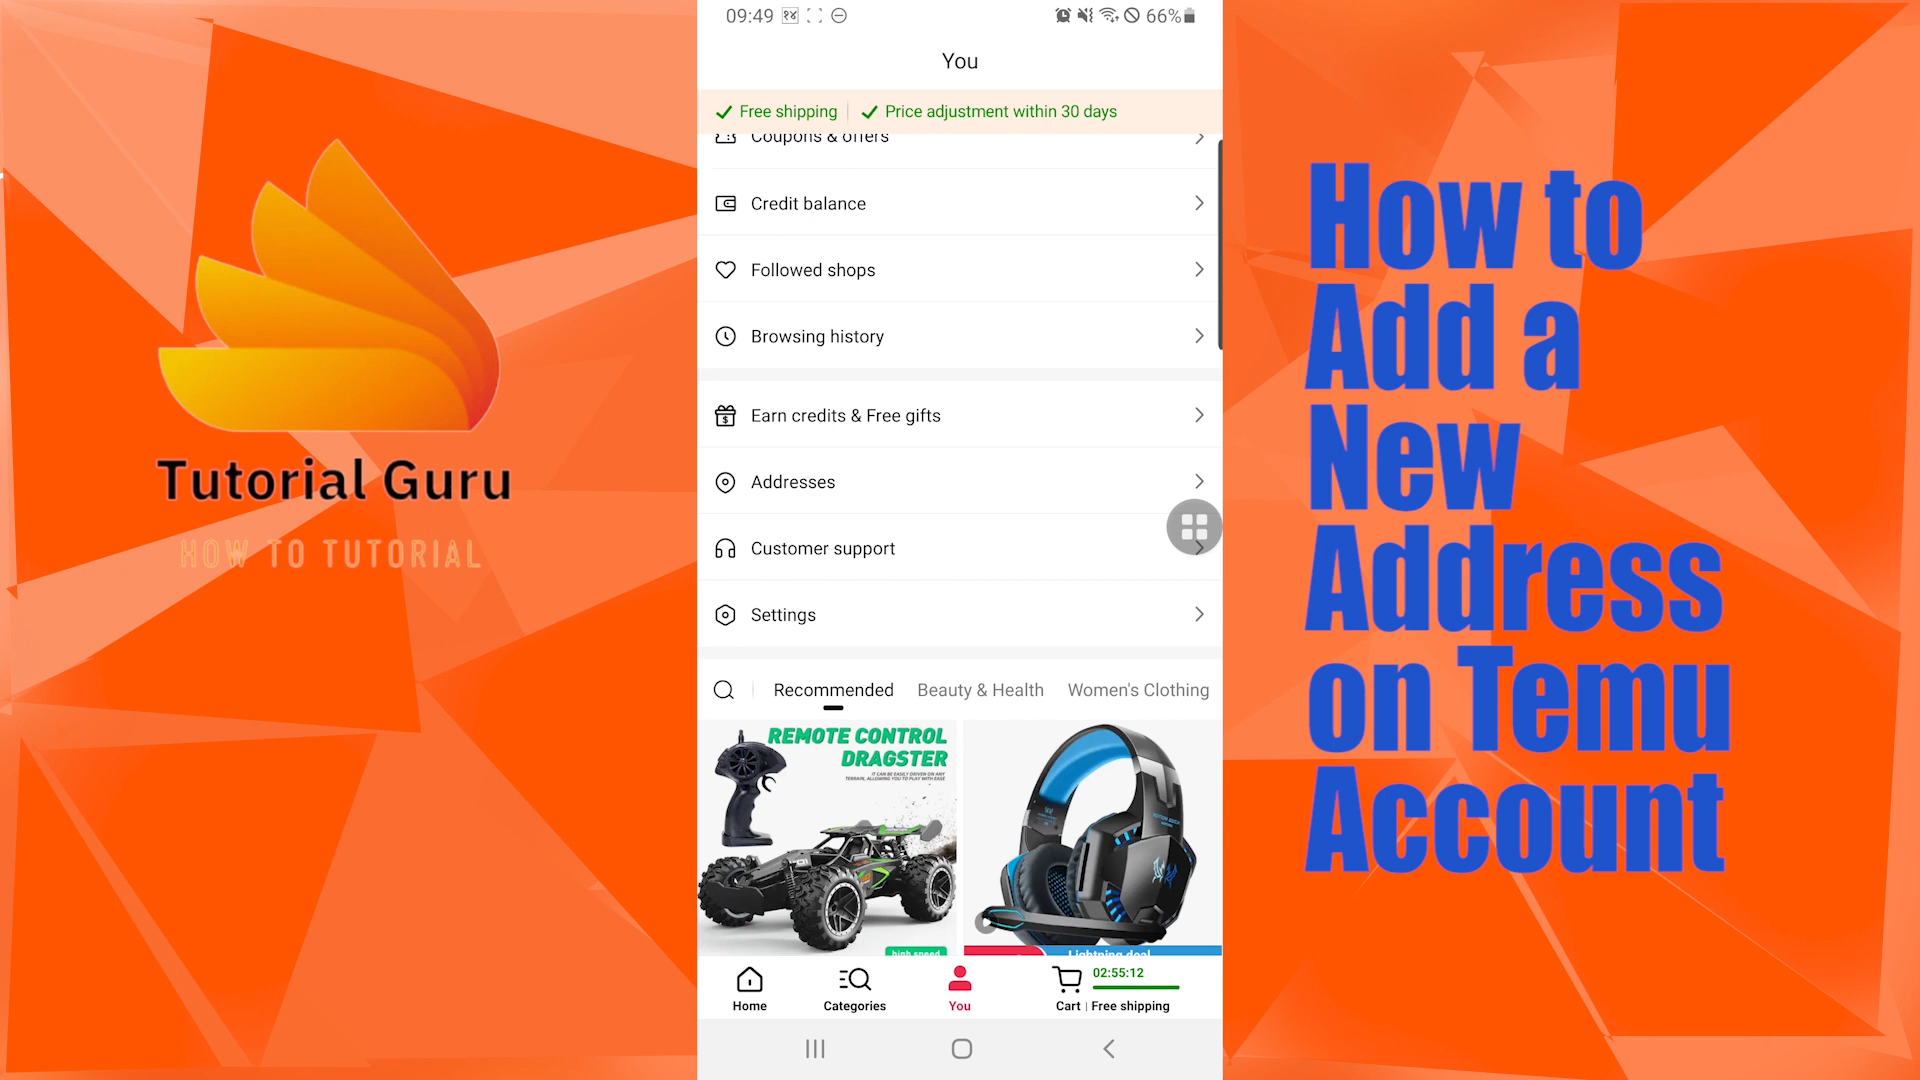 09:49
66%
You
Free shipping
Price adjustment within 30 days
Coupons & offers
Credit balance
Followed shops
Browsing history
Earn credits & Free gifts
Addresses
Customer support
Settings
Recommended
Beauty & Health
Women's Clothing
REMOTE CONTROL
DRAGSTER
IT CAN BE EASILY DRIVEN ON ANY
TERRAIN, ALLOWING YOU TO PLAY WITH EASE
high speed
Lightning deal
Home
Categories
You
02:55:12
Cart | Free shipping
Tutorial Guru
HOW TO TUTORIAL
How to
Add a
New
Address
on Temu
Account